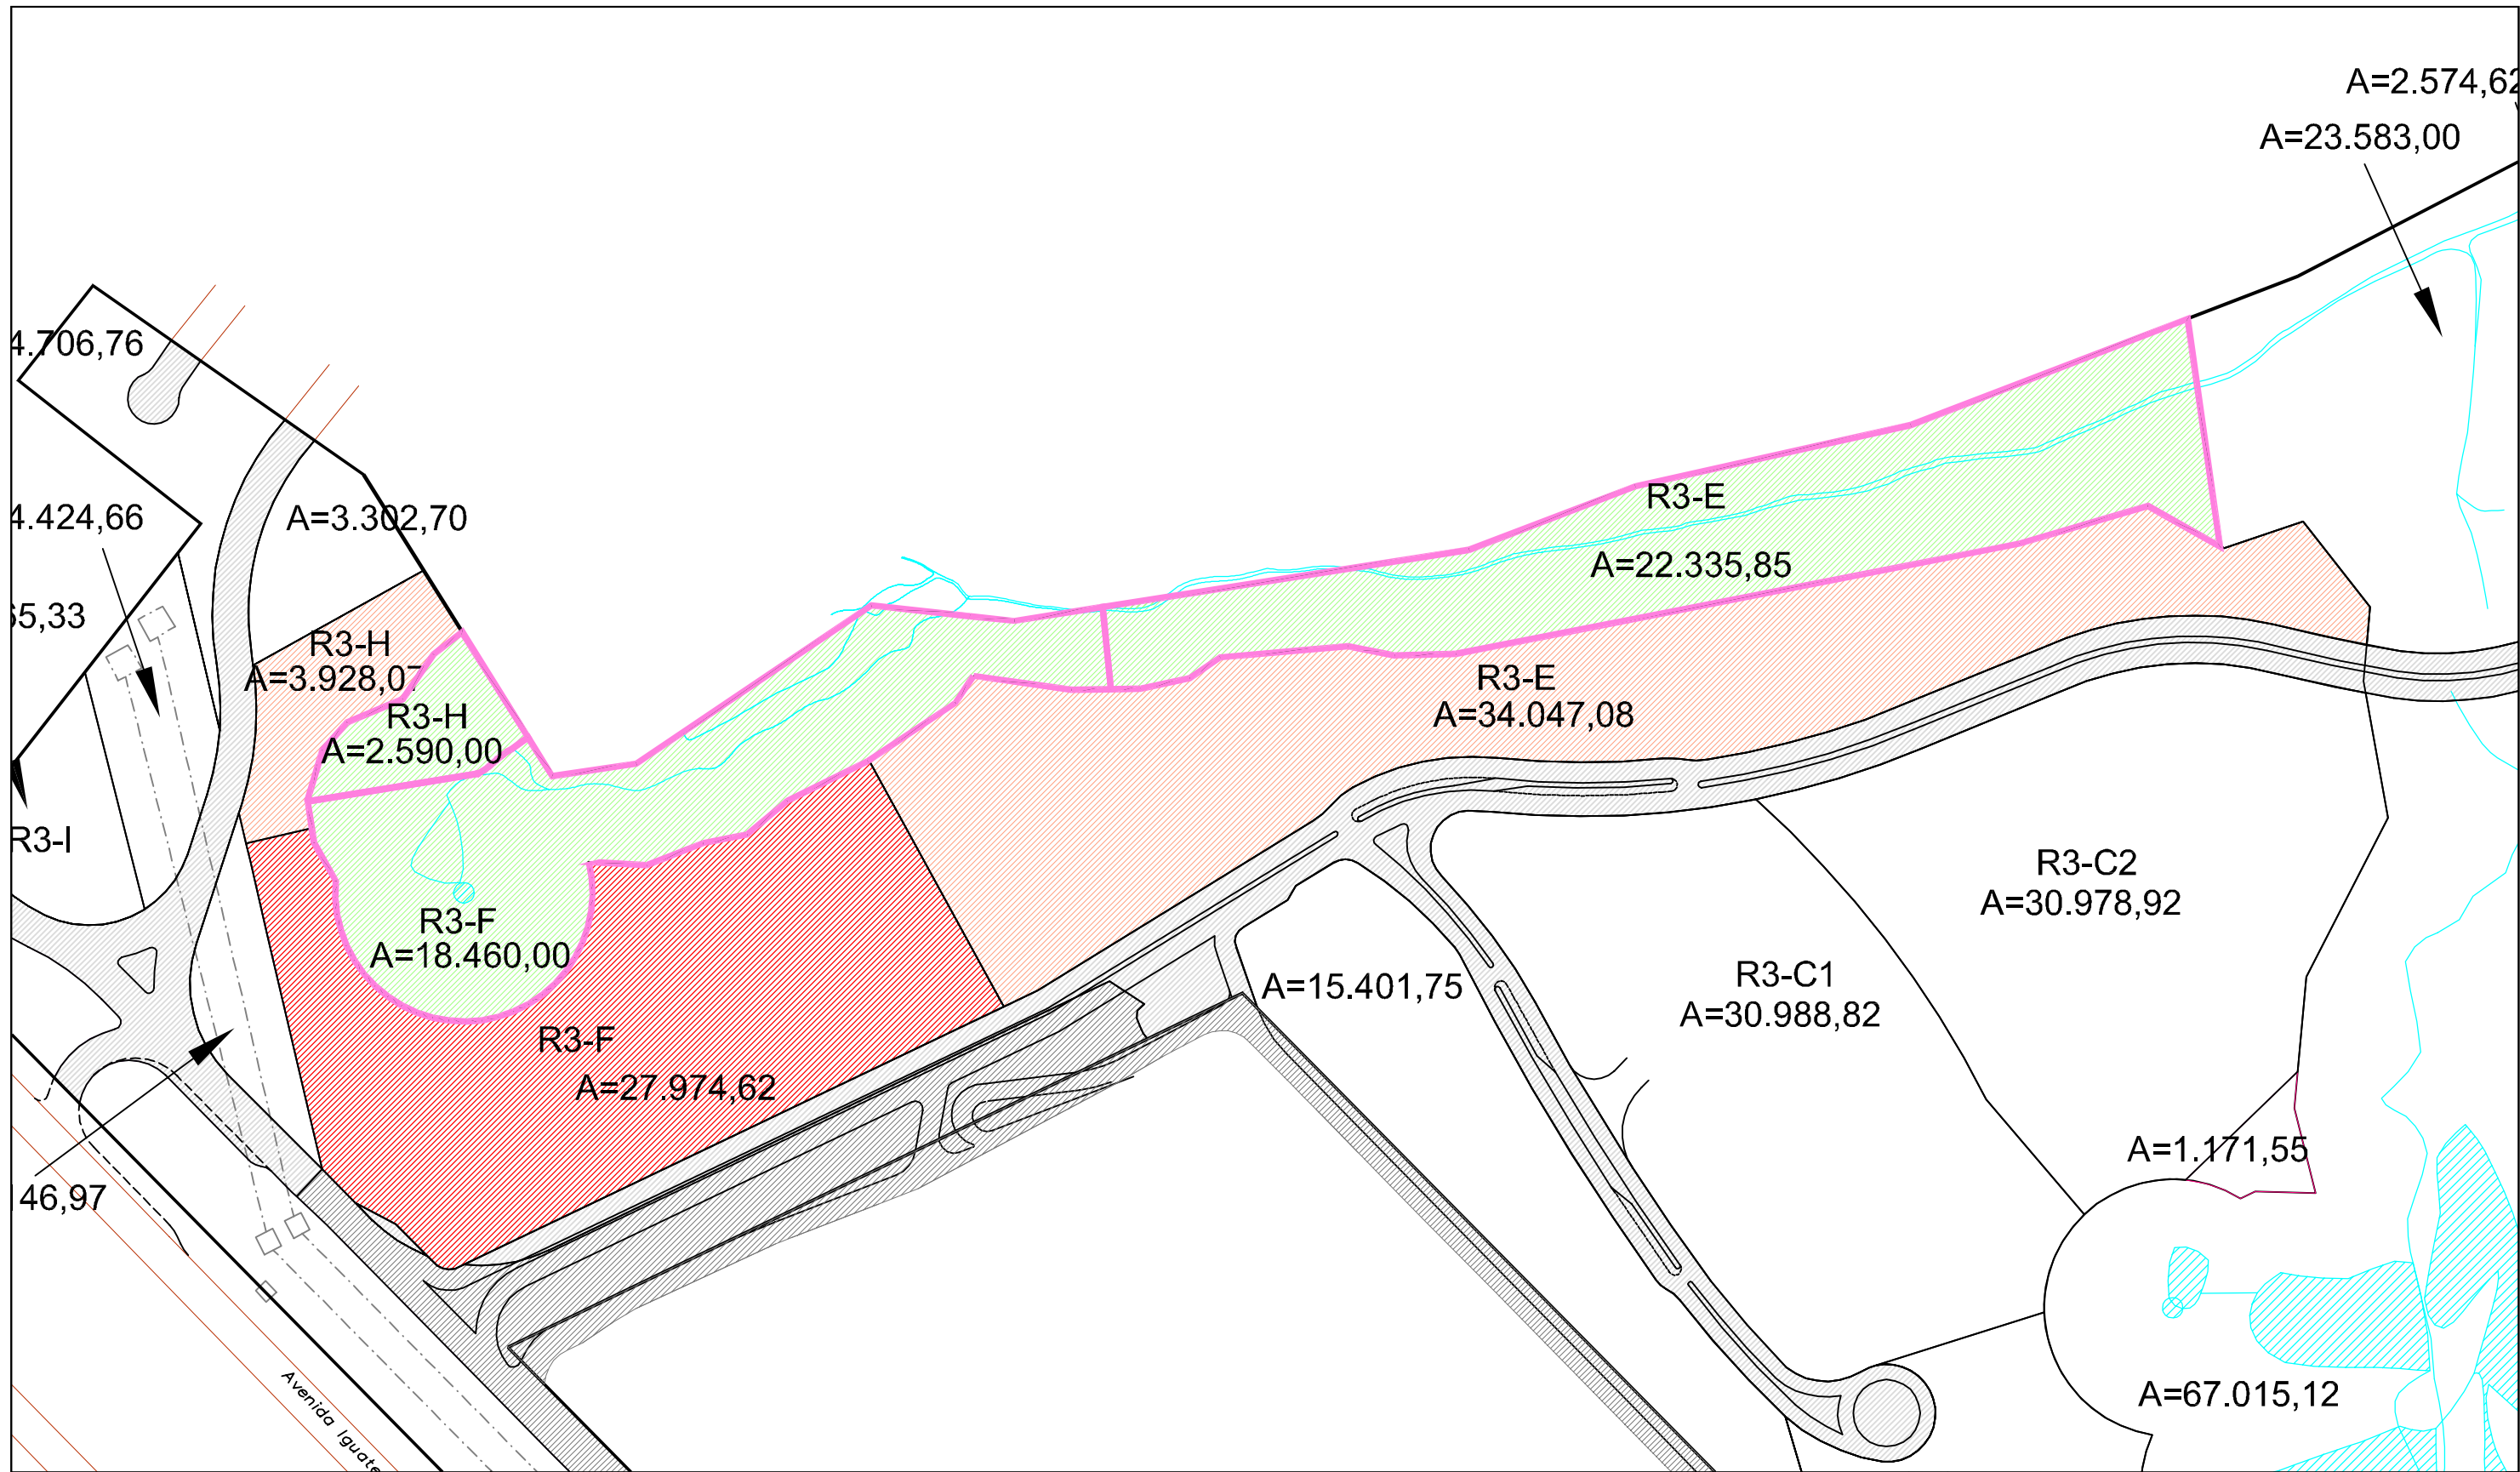 A=2.574,62
A=23.583,00
4.706,76
4.424,66
A=3.302,70
R3-E
A=22.335,85
65,33
R3-H
A=3.928,07
R3-H
A=2.590,00
R3-E
A=34.047,08
R3-I
R3-F
A=18.460,00
R3-C2
A=30.978,92
R3-C1
A=30.988,82
A=15.401,75
R3-F
A=27.974,62
A=1.171,55
46,97
A=67.015,12
Avenida Iguate